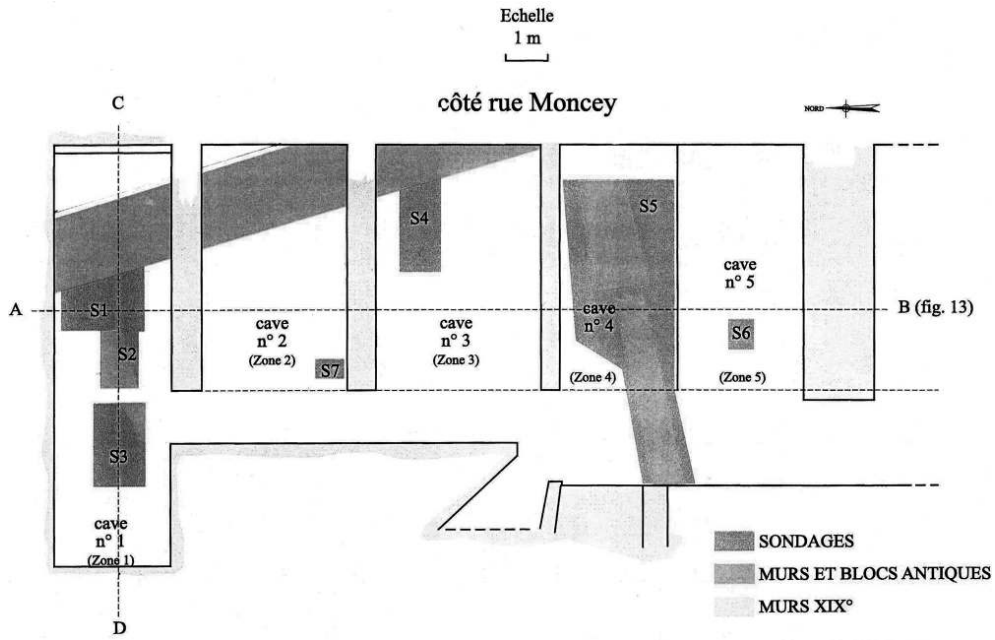 Echelle
1 m
côté rue Moncey
NORD
C
S4
S5
cave
n° 5
S1
A
B (fig. 13)
cave
n° 2
(Zone 2)
cave
n° 3
(Zone 3)
cave
n° 4
(Zone 4)
S6
(Zone 5)
S2
S7
S3
cave
n° 1
(Zone 1)
D
SONDAGES
MURS ET BLOCS ANTIQUES
MURS XIX°